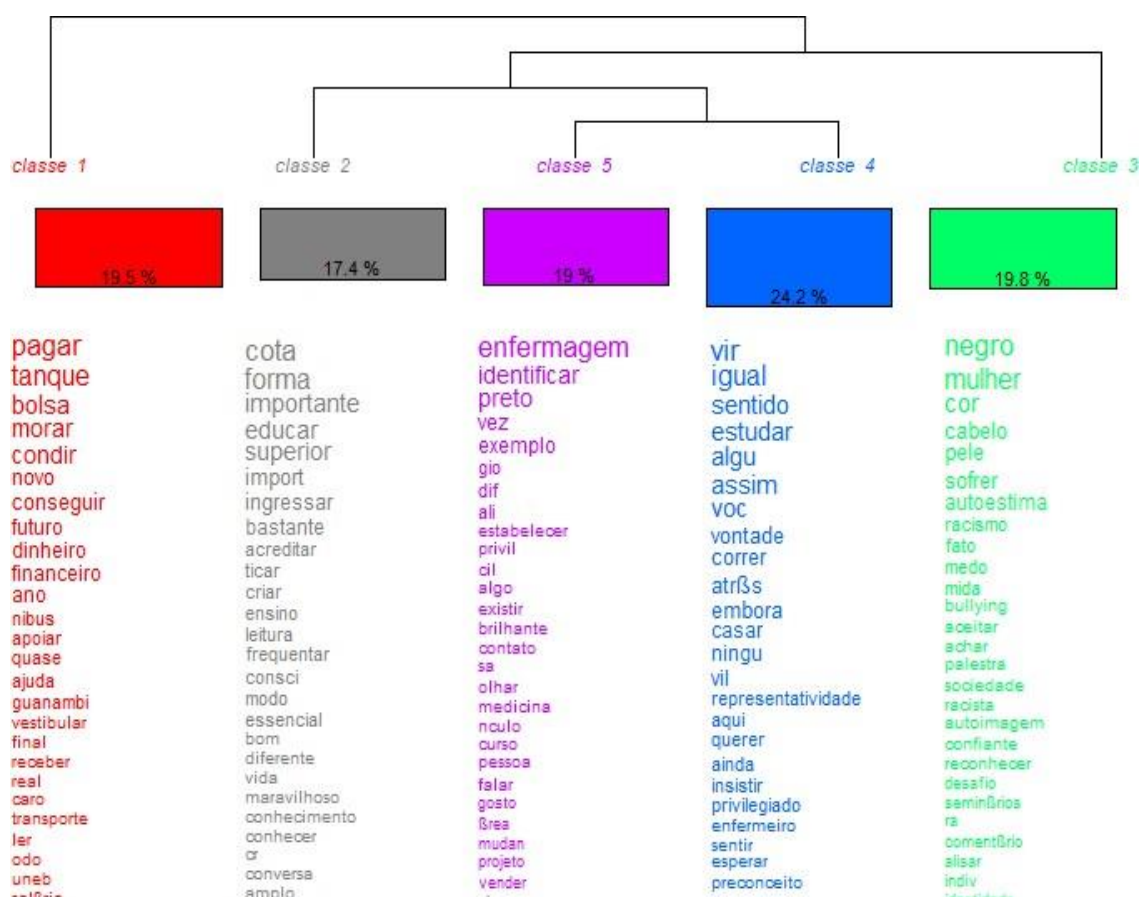 classe 1
classe 2
classe 5
classe 4
classe 3
19.5 %
17.4 %
19 %
24.2 %
19.8 %
pagar
tanque
bolsa
morar
condir
novo
conseguir
futuro
dinheiro
financeiro
ano
nibus
apoiar
quase
ajuda
guanambi
vestibular
final
receber
real
caro
transporte
ler
odo
uneb
cota
forma
importante
educar
superior
import
ingressar
bastante
acreditar
ticar
criar
ensino
leitura
frequentar
consci
modo
essencial
bom
diferente
vida
maravilhoso
conhecimento
conhecer
cr
conversa
amplo
enfermagem
identificar
preto
vez
exemplo
gio
dif
ali
estabelecer
privil
cil
algo
existir
brilhante
contato
sa
olhar
medicina
nculo
curso
pessoa
falar
gosto
ßrea
mudan
projeto
vender
vir
igual
sentido
estudar
algu
assim
voc
vontade
correr
atrßs
embora
casar
ningu
vil
representatividade
aqui
querer
ainda
insistir
privilegiado
enfermeiro
sentir
esperar
preconceito
negro
mulher
cor
cabelo
pele
sofrer
autoestima
racismo
fato
medo
mida
bullying
aceitar
achar
palestra
sociedade
racista
autoimagem
confiante
reconhecer
desafio
seminßrios
ra
comentßrio
alisar
indiv